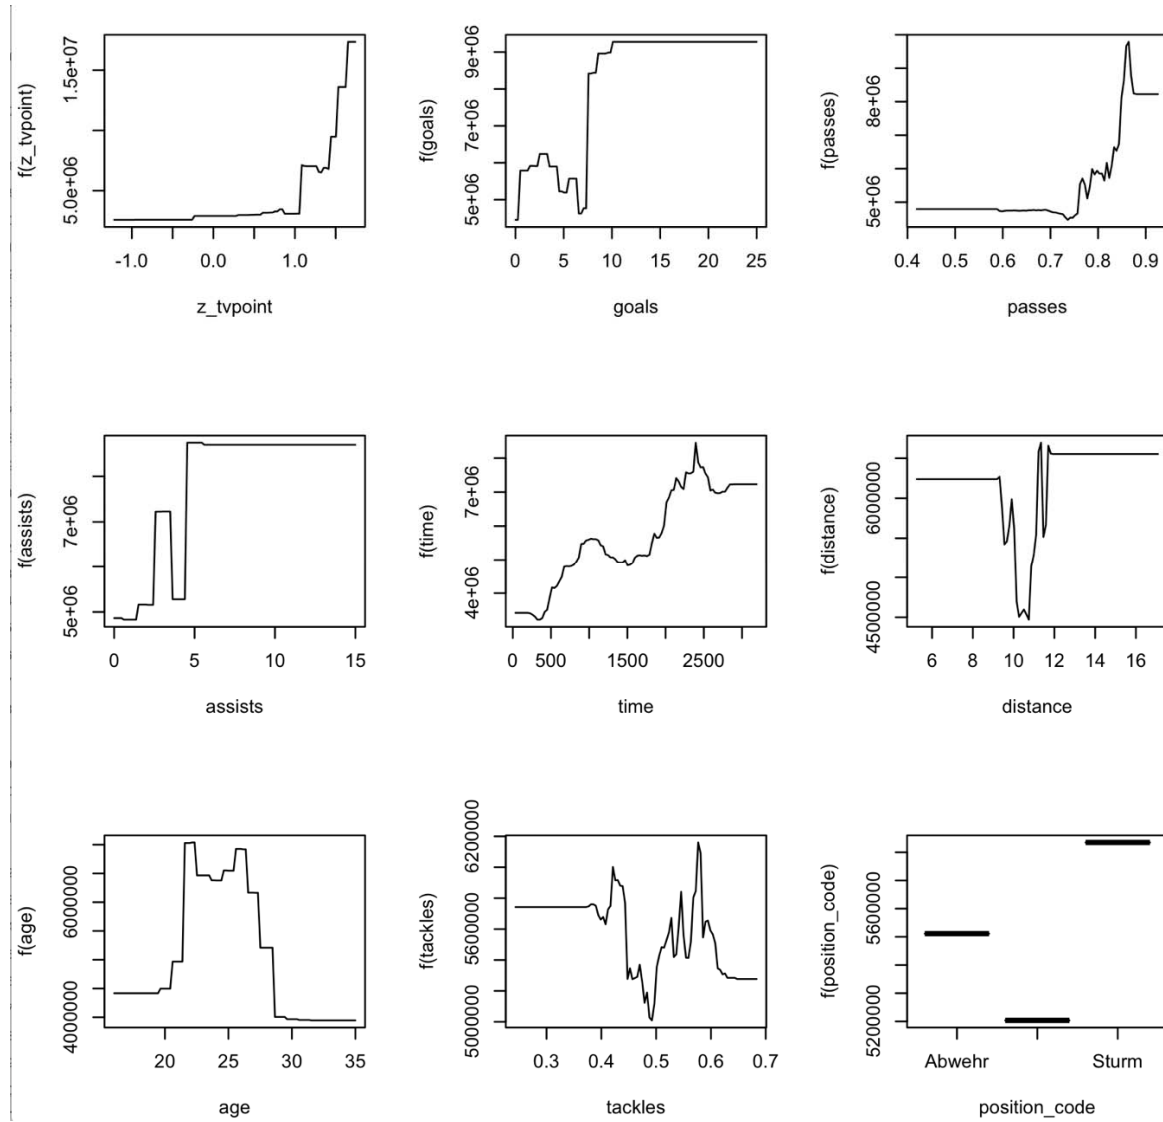 f(z_tvpoint)
5.0e+06 1.5e+07
-1.0 0.0 1.0
z_tvpoint
f(goals)
5e+06 7e+06 9e+06
0 5 10 15 20 25
goals
f(passes)
5e+06 8e+06
0.4 0.5 0.6 0.7 0.8 0.9
passes
f(assists)
5e+06 7e+06
0 5 10 15
assists
f(time)
4e+06 7e+06
0 500 1500 2500
time
f(distance)
4500000 6000000
6 8 10 12 14 16
distance
f(age)
4000000 6000000
20 25 30 35
age
f(tackles)
5000000 5600000 6200000
0.3 0.4 0.5 0.6 0.7
tackles
f(position_code)
5200000 5600000
Abwehr Sturm
position_code